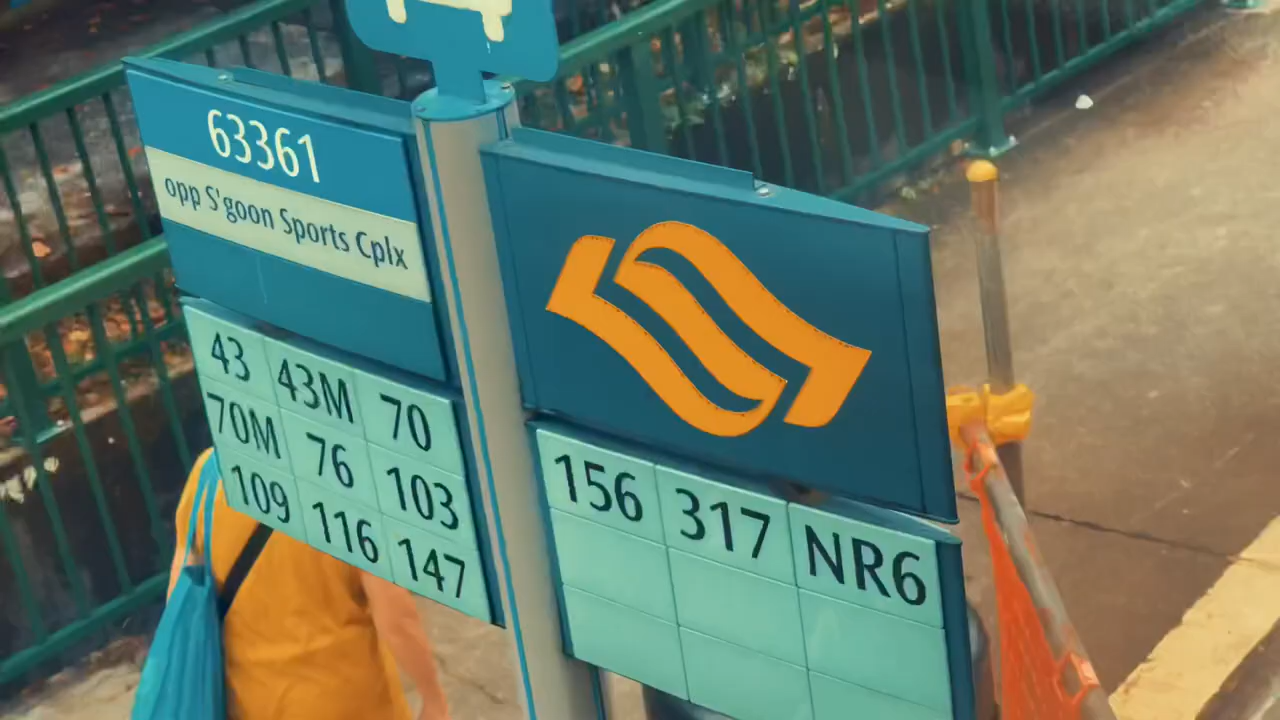 63361
opp S'goon Sports Cplx
43 43M 70
70M 76 103
109 116 147
156 317 NR6